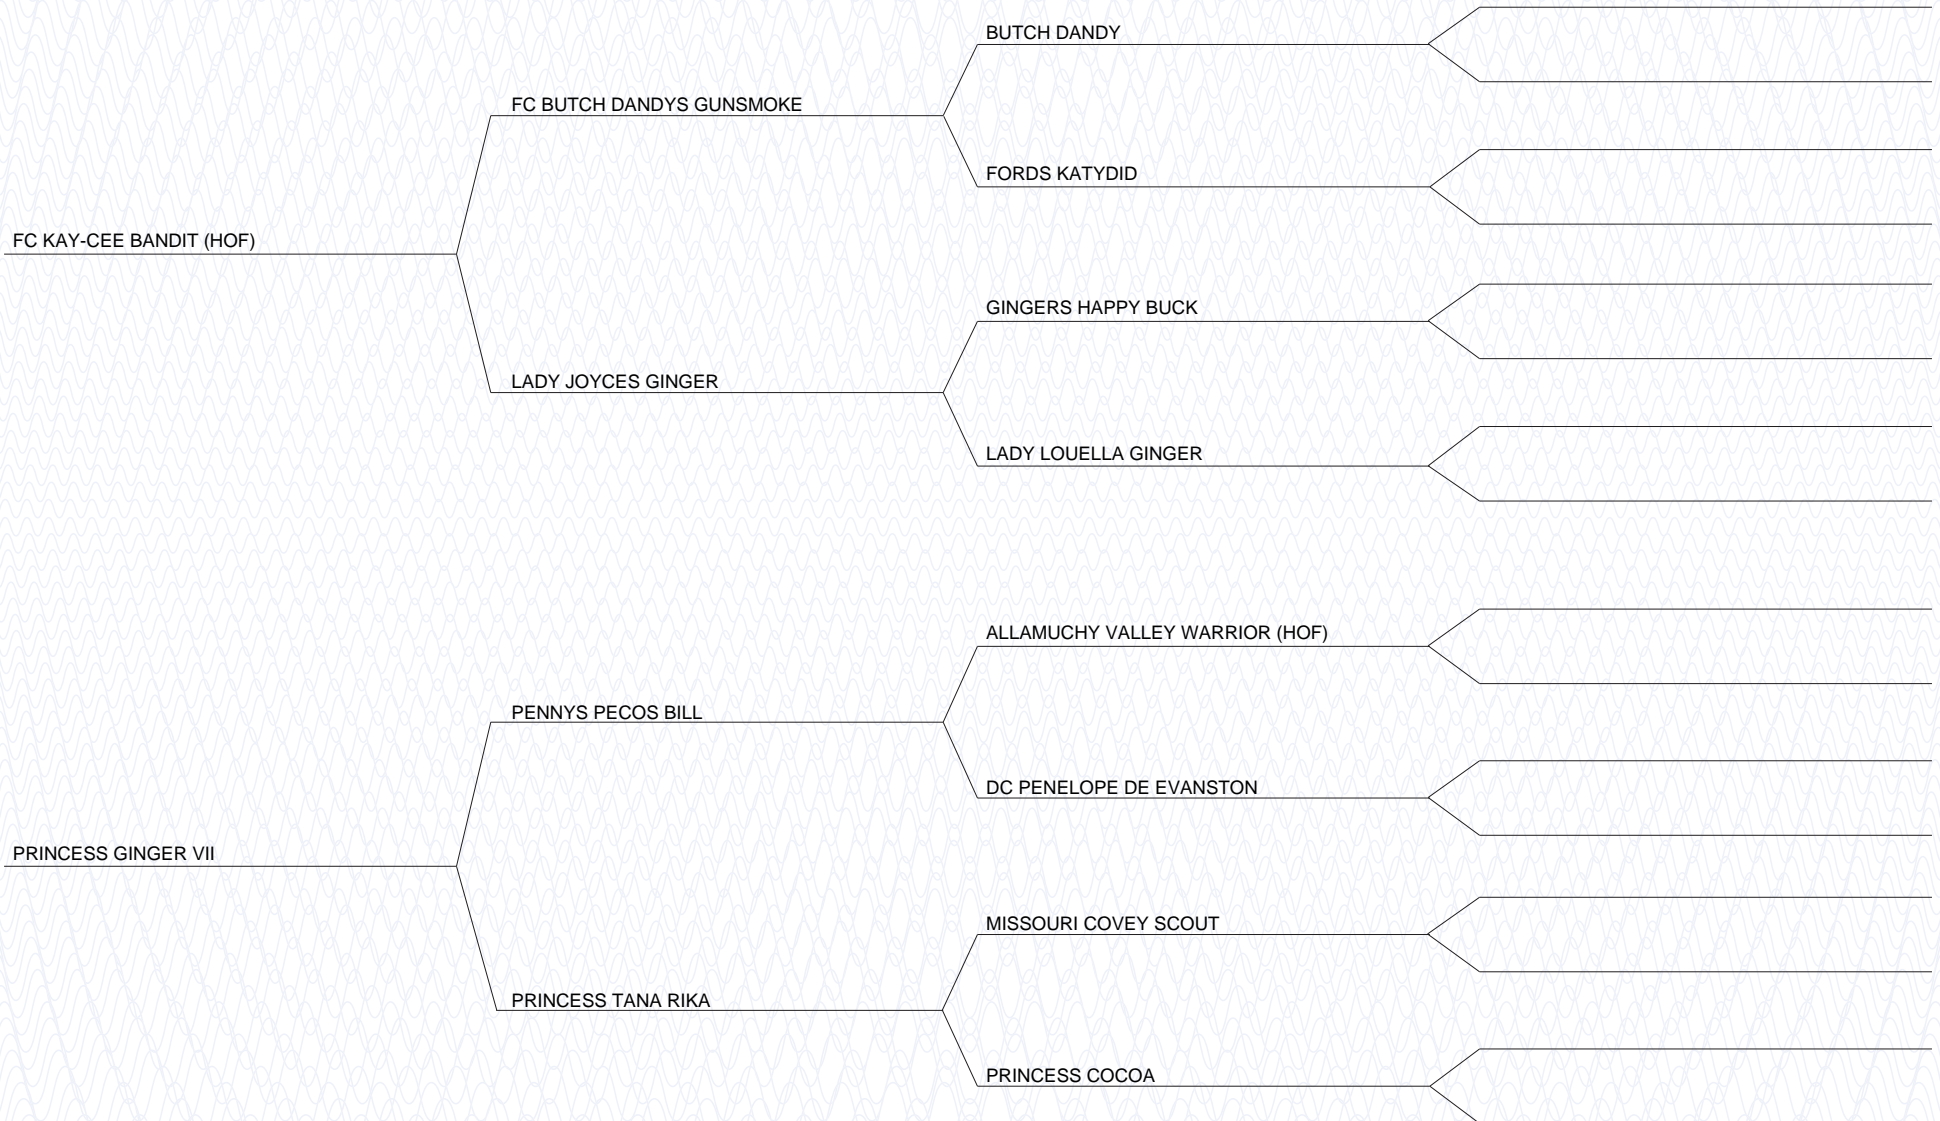 BUTCH DANDY
FC BUTCH DANDYS GUNSMOKE
FORDS KATYDID
FC KAY-CEE BANDIT (HOF)
GINGERS HAPPY BUCK
LADY JOYCES GINGER
LADY LOUELLA GINGER
ALLAMUCHY VALLEY WARRIOR (HOF)
PENNYS PECOS BILL
DC PENELOPE DE EVANSTON
PRINCESS GINGER VII
MISSOURI COVEY SCOUT
PRINCESS TANA RIKA
PRINCESS COCOA